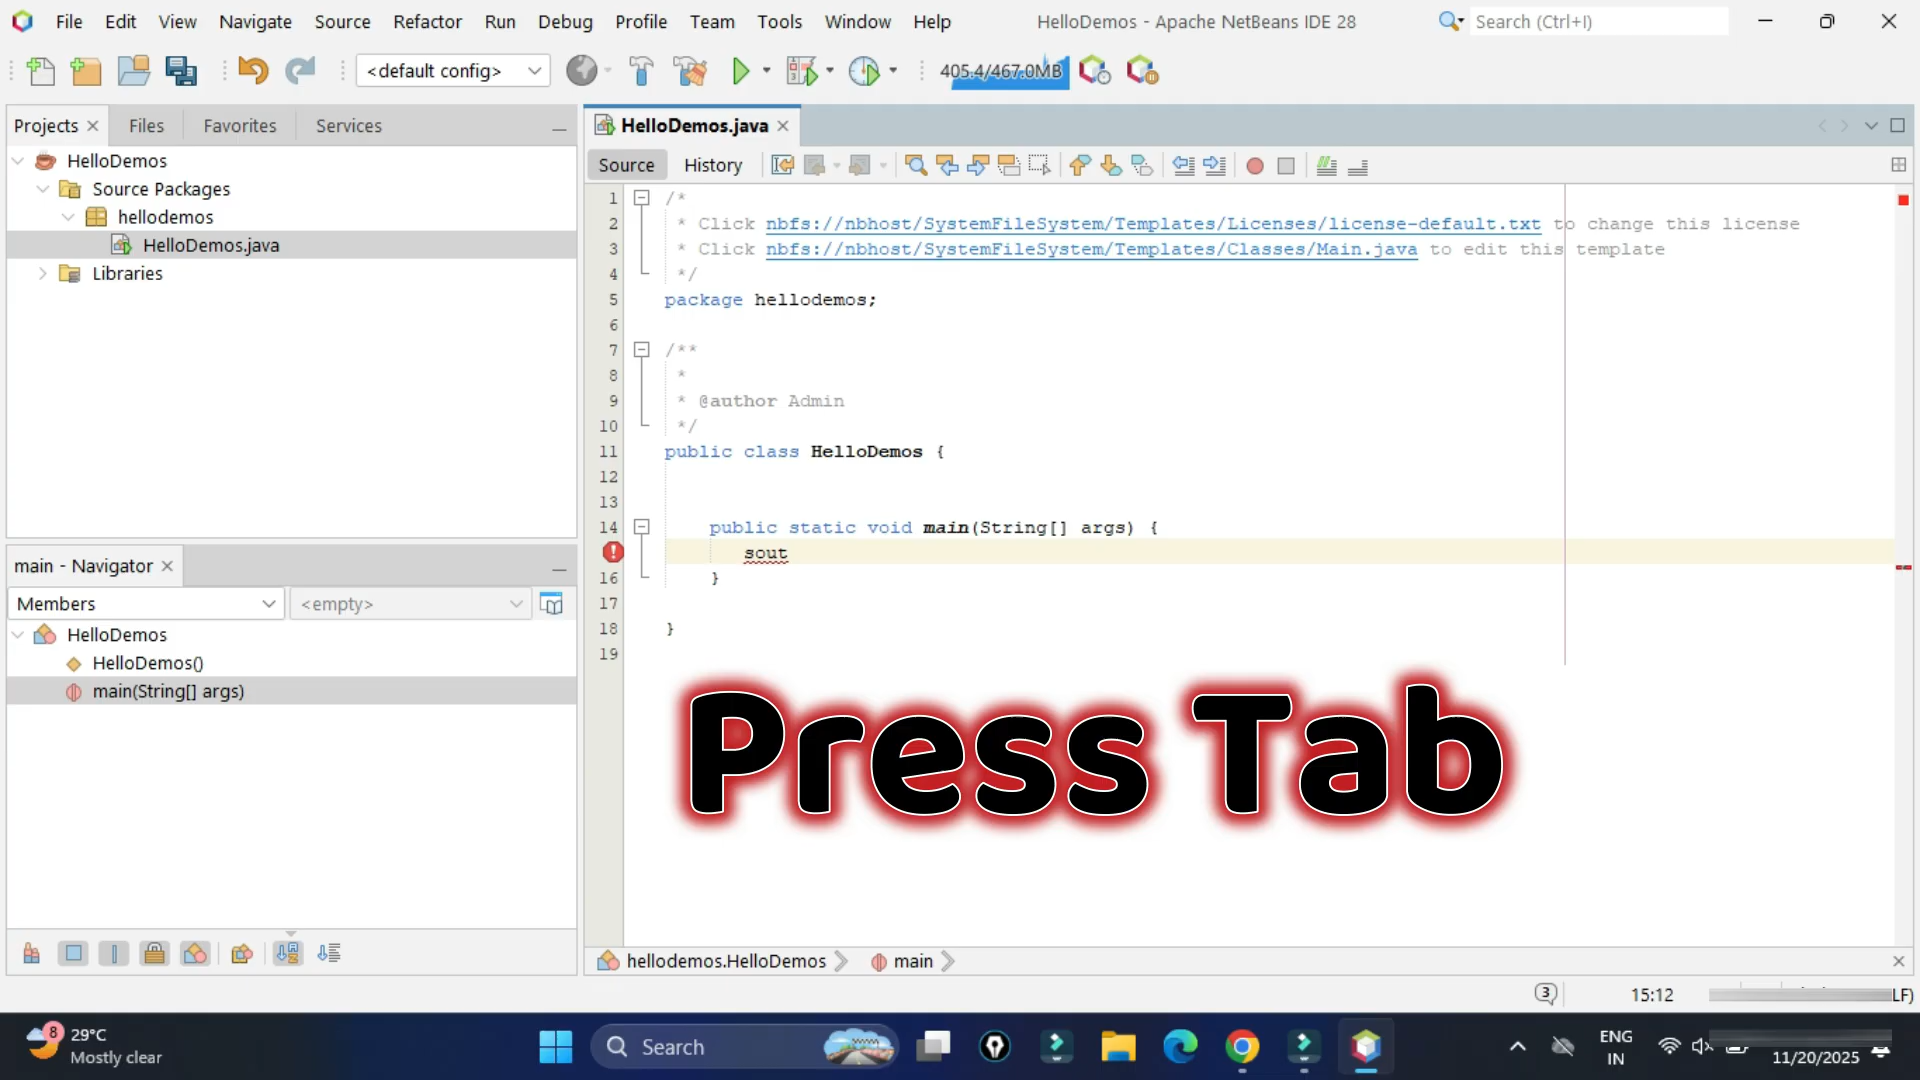 File Edit View Navigate Source Refactor Run Debug Profile Team Tools Window Help HelloDemos - Apache NetBeans IDE 28 Search (Ctrl+I)
<default config> 405.4/467.0MB
Projects Files Favorites Services
HelloDemos
Source Packages
hellodemos
HelloDemos.java
Libraries
main - Navigator
Members <empty>
HelloDemos
HelloDemos()
main(String[] args)
HelloDemos.java
Source History
1 /*
2 * Click nbfs://nbhost/SystemFileSystem/Templates/Licenses/license-default.txt to change this license
3 * Click nbfs://nbhost/SystemFileSystem/Templates/Classes/Main.java to edit this template
4 */
5 package hellodemos;
6
7 /**
8 *
9 * @author Admin
10 */
11 public class HelloDemos {
12
13
14 public static void main(String[] args) {
sout
16 }
17
18 }
19
Press Tab
hellodemos.HelloDemos main
3 15:12 LF)
8 29°C
Mostly clear
Search
ENG
IN
11/20/2025